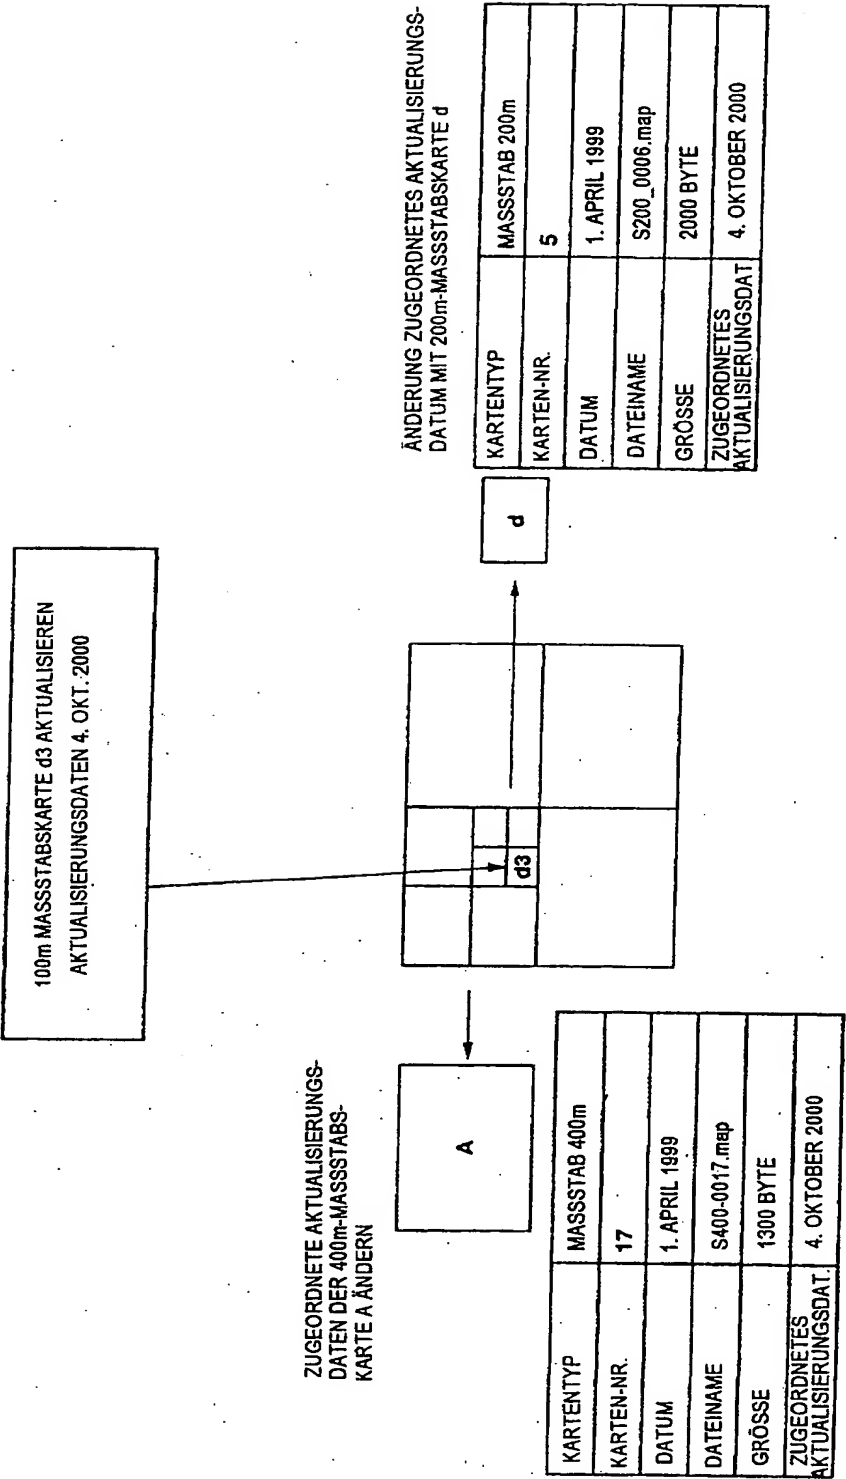 100m MASSSTABSKARTE d3 AKTUALISIEREN
AKTUALISIERUNGSDATEN 4. OKT. 2000
ZUGEORDNETE AKTUALISIERUNGS-
DATEN DER 400m-MASSSTABS-
KARTE A ÄNDERN
A
KARTENTYP MASSSTAB 400m
KARTEN-NR. 17
DATUM 1. APRIL 1999
DATEINAME S400-0017.map
GRÖSSE 1300 BYTE
ZUGEORDNETES
AKTUALISIERUNGSDAT. 4. OKTOBER 2000
d3
d
ÄNDERUNG ZUGEORDNETES AKTUALISIERUNGS-
DATUM MIT 200m-MASSSTABSKARTE d
KARTENTYP MASSSTAB 200m
KARTEN-NR. 5
DATUM 1. APRIL 1999
DATEINAME S200_0006.map
GRÖSSE 2000 BYTE
ZUGEORDNETES
AKTUALISIERUNGSDAT 4. OKTOBER 2000